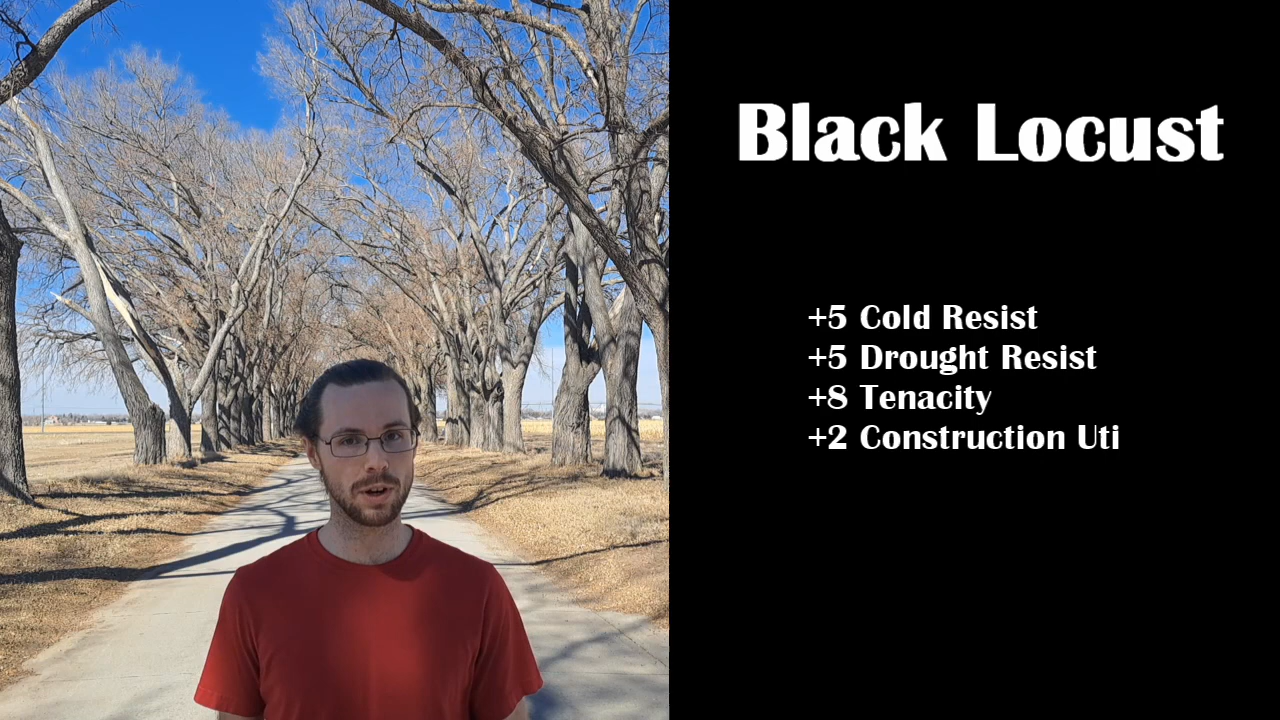 Black Locust
+5 Cold Resist
+5 Drought Resist
+8 Tenacity
+2 Construction Uti